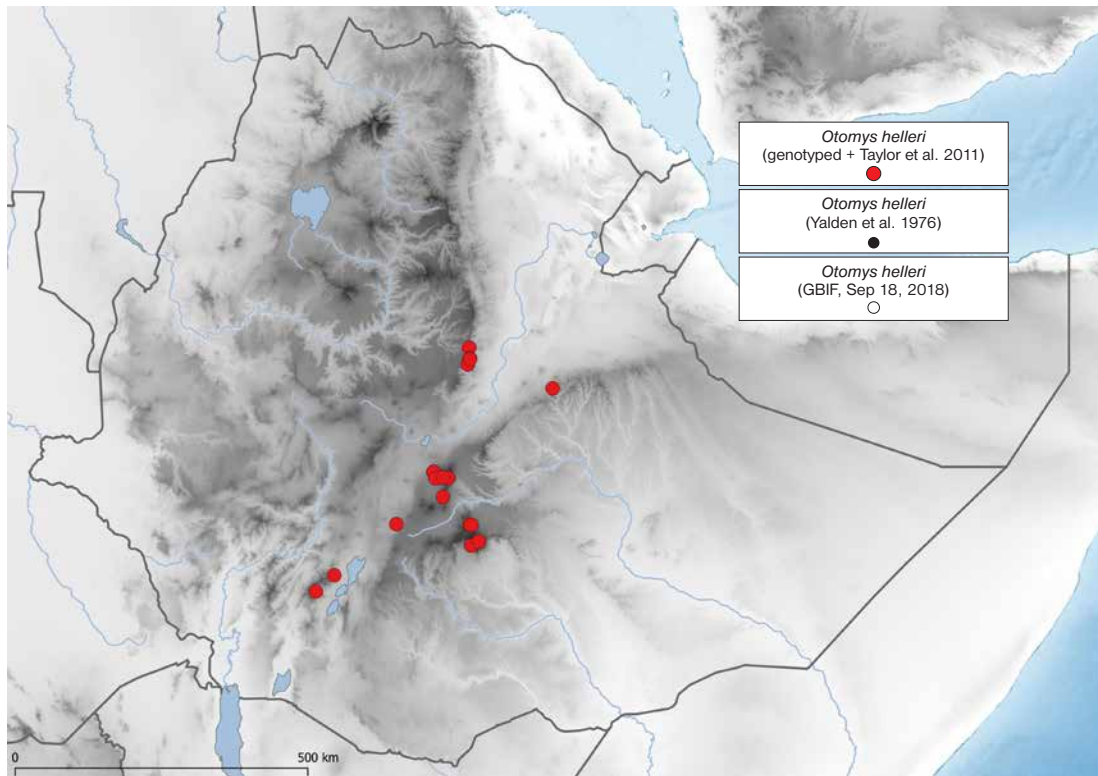 Otomys helleri
(genotyped + Taylor et al. 2011)
Otomys helleri
(Yalden et al. 1976)
Otomys helleri
(GBIF, Sep 18, 2018)
0 500 km